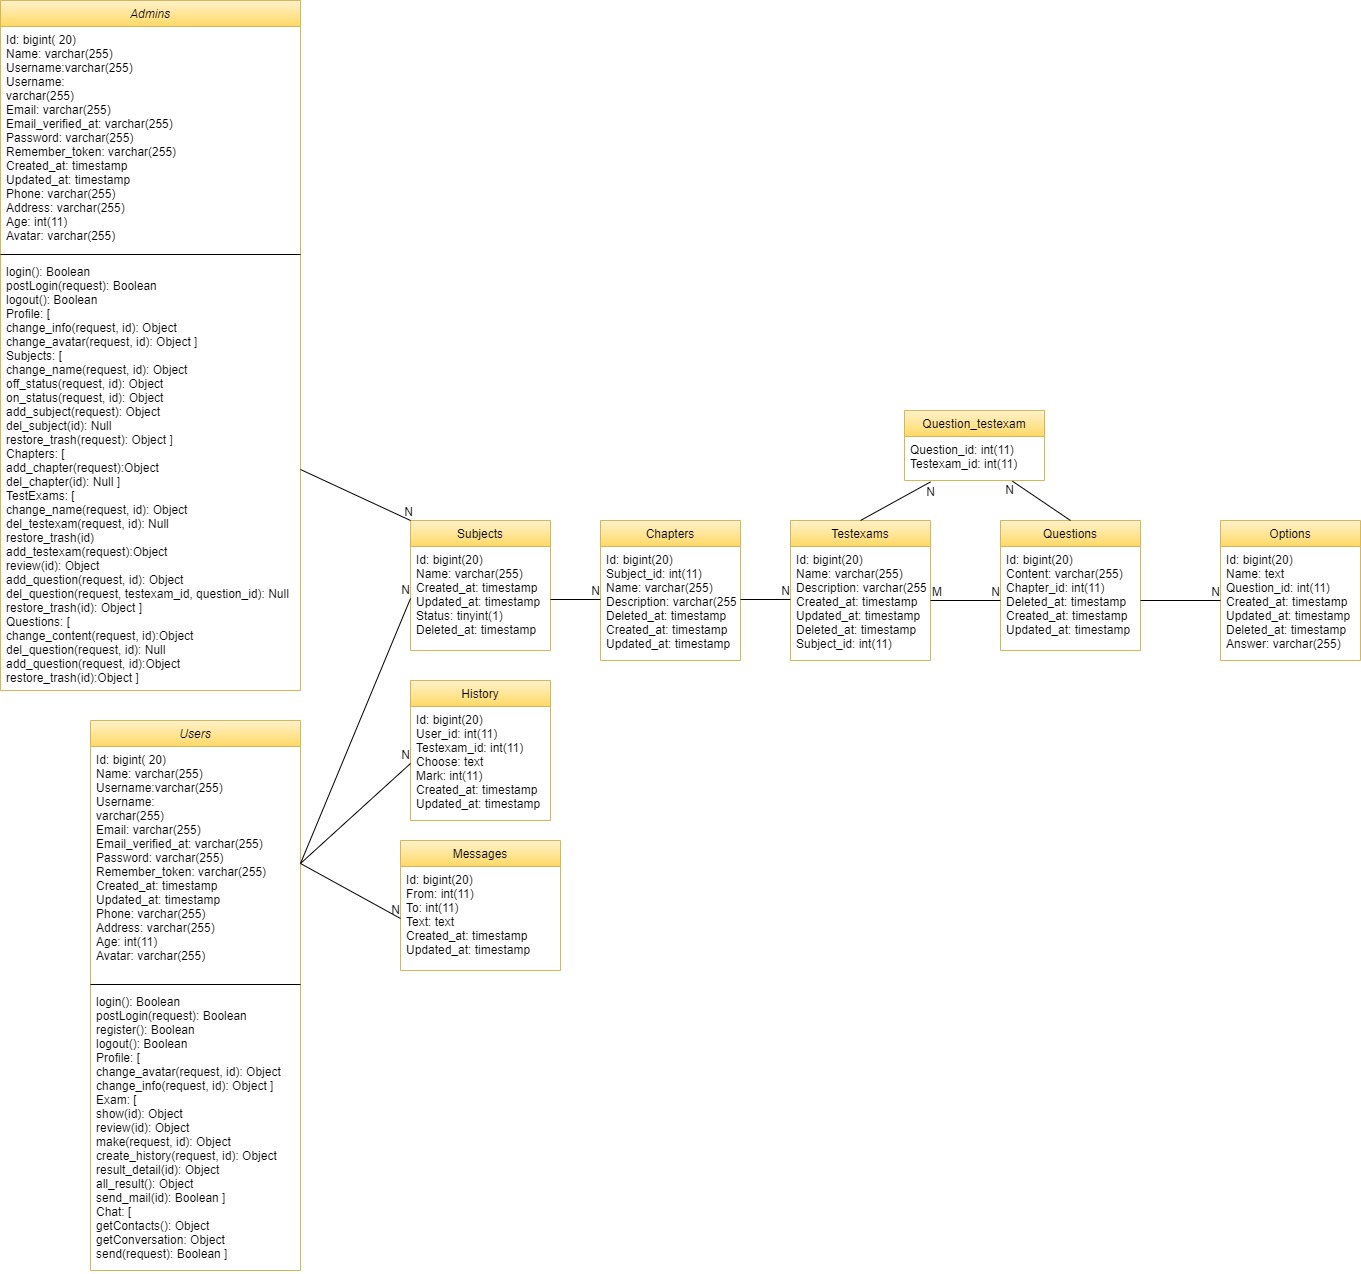 Admins
Id: bigint( 20)
Name: varchar(255)
Username:varchar(255)
Username:
varchar(255)
Email: varchar(255)
Email_verified_at: varchar(255)
Password: varchar(255)
Remember_token: varchar(255)
Created_at: timestamp
Updated_at: timestamp
Phone: varchar(255)
Address: varchar(255)
Age: int(11)
Avatar: varchar(255)
login(): Boolean
postLogin(request): Boolean
logout(): Boolean
Profile: [
change_info(request, id): Object
change_avatar(request, id): Object ]
Subjects: [
change_name(request, id): Object
off_status(request, id): Object
on_status(request, id): Object
add_subject(request): Object
del_subject(id): Null
restore_trash(request): Object ]
Chapters: [
add_chapter(request):Object
del_chapter(id): Null ]
TestExams: [
change_name(request, id): Object
del_testexam(request, id): Null
restore_trash(id)
add_testexam(request):Object
review(id): Object
add_question(request, id): Object
del_question(request, testexam_id, question_id): Null
restore_trash(id): Object ]
Questions: [
change_content(request, id):Object
del_question(request, id): Null
add_question(request, id):Object
restore_trash(id):Object ]
Question_testexam
Question_id: int(11)
Testexam_id: int(11)
N
N
N
Subjects
Id: bigint(20)
Name: varchar(255)
Created_at: timestamp
Updated_at: timestamp
Status: tinyint(1)
Deleted_at: timestamp
N
N
Chapters
Id: bigint(20)
Subject_id: int(11)
Name: varchar(255)
Description: varchar(255
Deleted_at: timestamp
Created_at: timestamp
Updated_at: timestamp
N
Testexams
Id: bigint(20)
Name: varchar(255)
Description: varchar(255
Created_at: timestamp
Updated_at: timestamp
Deleted_at: timestamp
Subject_id: int(11)
M
N
Questions
Id: bigint(20)
Content: varchar(255)
Chapter_id: int(11)
Deleted_at: timestamp
Created_at: timestamp
Updated_at: timestamp
N
Options
Id: bigint(20)
Name: text
Question_id: int(11)
Created_at: timestamp
Updated_at: timestamp
Deleted_at: timestamp
Answer: varchar(255)
History
Id: bigint(20)
User_id: int(11)
Testexam_id: int(11)
Choose: text
Mark: int(11)
Created_at: timestamp
Updated_at: timestamp
N
Messages
Id: bigint(20)
From: int(11)
To: int(11)
Text: text
Created_at: timestamp
Updated_at: timestamp
N
Users
Id: bigint( 20)
Name: varchar(255)
Username:varchar(255)
Username:
varchar(255)
Email: varchar(255)
Email_verified_at: varchar(255)
Password: varchar(255)
Remember_token: varchar(255)
Created_at: timestamp
Updated_at: timestamp
Phone: varchar(255)
Address: varchar(255)
Age: int(11)
Avatar: varchar(255)
login(): Boolean
postLogin(request): Boolean
register(): Boolean
logout(): Boolean
Profile: [
change_avatar(request, id): Object
change_info(request, id): Object ]
Exam: [
show(id): Object
review(id): Object
make(request, id): Object
create_history(request, id): Object
result_detail(id): Object
all_result(): Object
send_mail(id): Boolean ]
Chat: [
getContacts(): Object
getConversation: Object
send(request): Boolean ]